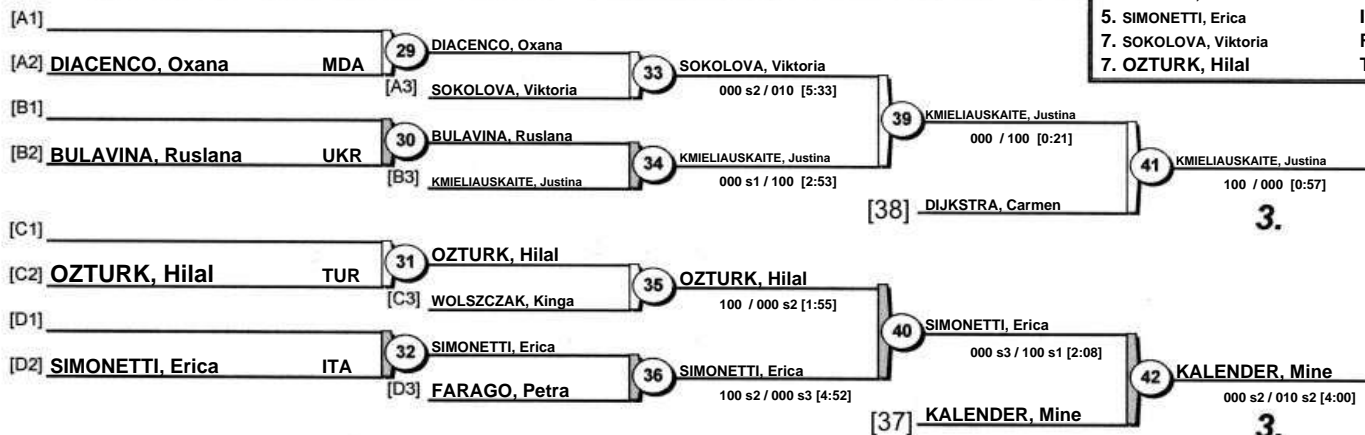 5. SIMONETTI, Erica I
7. SOKOLOVA, Viktoria
7. OZTURK, Hilal T
[A1]
[A2] DIACENCO, Oxana MDA
29
DIACENCO, Oxana
[A3] SOKOLOVA, Viktoria
33
SOKOLOVA, Viktoria
000 s2 / 010 [5:33]
[B1]
[B2] BULAVINA, Ruslana UKR
30
BULAVINA, Ruslana
[B3] KMIELIAUSKAITE, Justina
34
KMIELIAUSKAITE, Justina
000 s1 / 100 [2:53]
39
KMIELIAUSKAITE, Justina
000 / 100 [0:21]
[38] DIJKSTRA, Carmen
41
KMIELIAUSKAITE, Justina
100 / 000 [0:57]
3.
[C1]
[C2] OZTURK, Hilal TUR
31
OZTURK, Hilal
[C3] WOLSZCZAK, Kinga
35
OZTURK, Hilal
100 / 000 s2 [1:55]
[D1]
[D2] SIMONETTI, Erica ITA
32
SIMONETTI, Erica
[D3] FARAGO, Petra
36
SIMONETTI, Erica
100 s2 / 000 s3 [4:52]
40
SIMONETTI, Erica
000 s3 / 100 s1 [2:08]
[37] KALENDER, Mine
42
KALENDER, Mine
000 s2 / 010 s2 [4:00]
3.